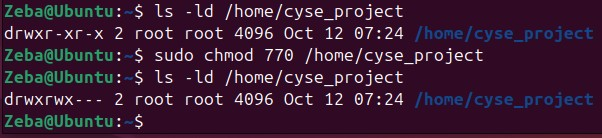 Zeba@Ubuntu:~$ ls -ld /home/cyse_project
drwxr-xr-x 2 root root 4096 Oct 12 07:24 /home/cyse_project
Zeba@Ubuntu:~$ sudo chmod 770 /home/cyse_project
Zeba@Ubuntu:~$ ls -ld /home/cyse_project
drwxrwx--- 2 root root 4096 Oct 12 07:24 /home/cyse_project
Zeba@Ubuntu:~$